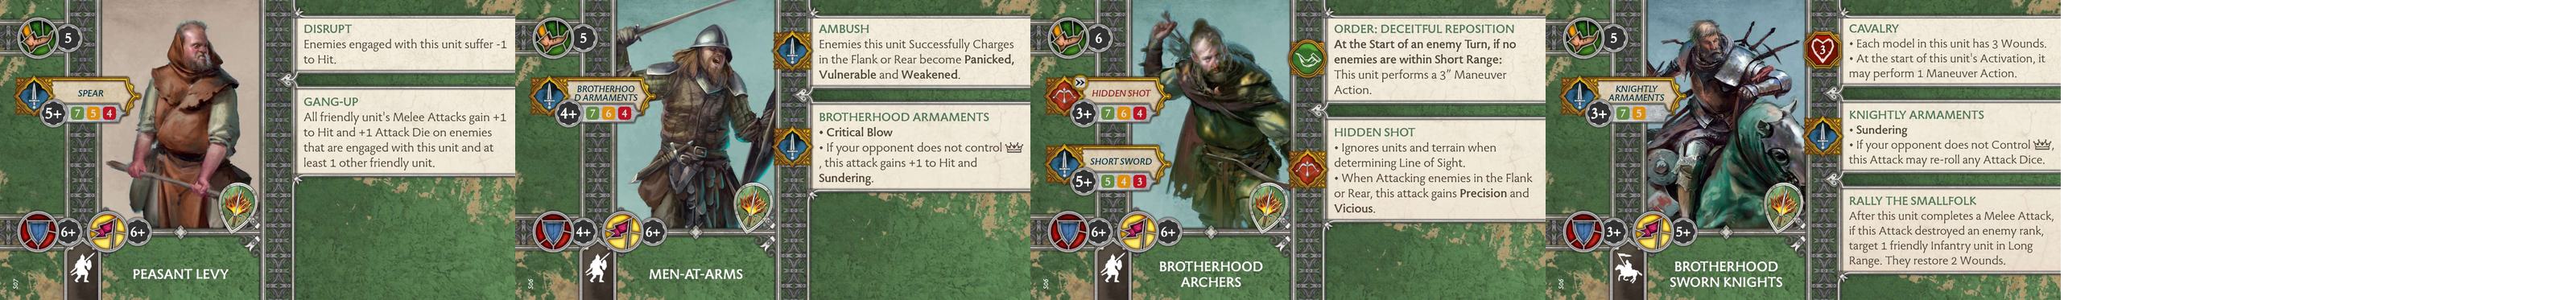 5
SPEAR
5+ 7 5 4
6+ 6+
PEASANT LEVY
S07
DISRUPT
Enemies engaged with this unit suffer -1
to Hit.
GANG-UP
All friendly unit's Melee Attacks gain +1
to Hit and +1 Attack Die on enemies
that are engaged with this unit and at
least 1 other friendly unit.
5
BROTHERHOO
D ARMAMENTS
4+ 7 6 4
4+ 6+
MEN-AT-ARMS
S06
AMBUSH
Enemies this unit Successfully Charges
in the Flank or Rear become Panicked,
Vulnerable and Weakened.
BROTHERHOOD ARMAMENTS
• Critical Blow
• If your opponent does not control
, this attack gains +1 to Hit and
Sundering.
6
HIDDEN SHOT
3+ 7 6 4
SHORT SWORD
5+ 5 4 3
6+ 6+
BROTHERHOOD
ARCHERS
S06
ORDER: DECEITFUL REPOSITION
At the Start of an enemy Turn, if no
enemies are within Short Range:
This unit performs a 3" Maneuver
Action.
HIDDEN SHOT
• Ignores units and terrain when
determining Line of Sight.
• When Attacking enemies in the Flank
or Rear, this attack gains Precision and
Vicious.
5
KNIGHTLY
ARMAMENTS
3+ 7 5
3+ 5+
BROTHERHOOD
SWORN KNIGHTS
S06
3
CAVALRY
• Each model in this unit has 3 Wounds.
• At the start of this unit's Activation, it
may perform 1 Maneuver Action.
KNIGHTLY ARMAMENTS
• Sundering
• If your opponent does not Control ,
this Attack may re-roll any Attack Dice.
RALLY THE SMALLFOLK
After this unit completes a Melee Attack,
if this Attack destroyed an enemy rank,
target 1 friendly Infantry unit in Long
Range. They restore 2 Wounds.